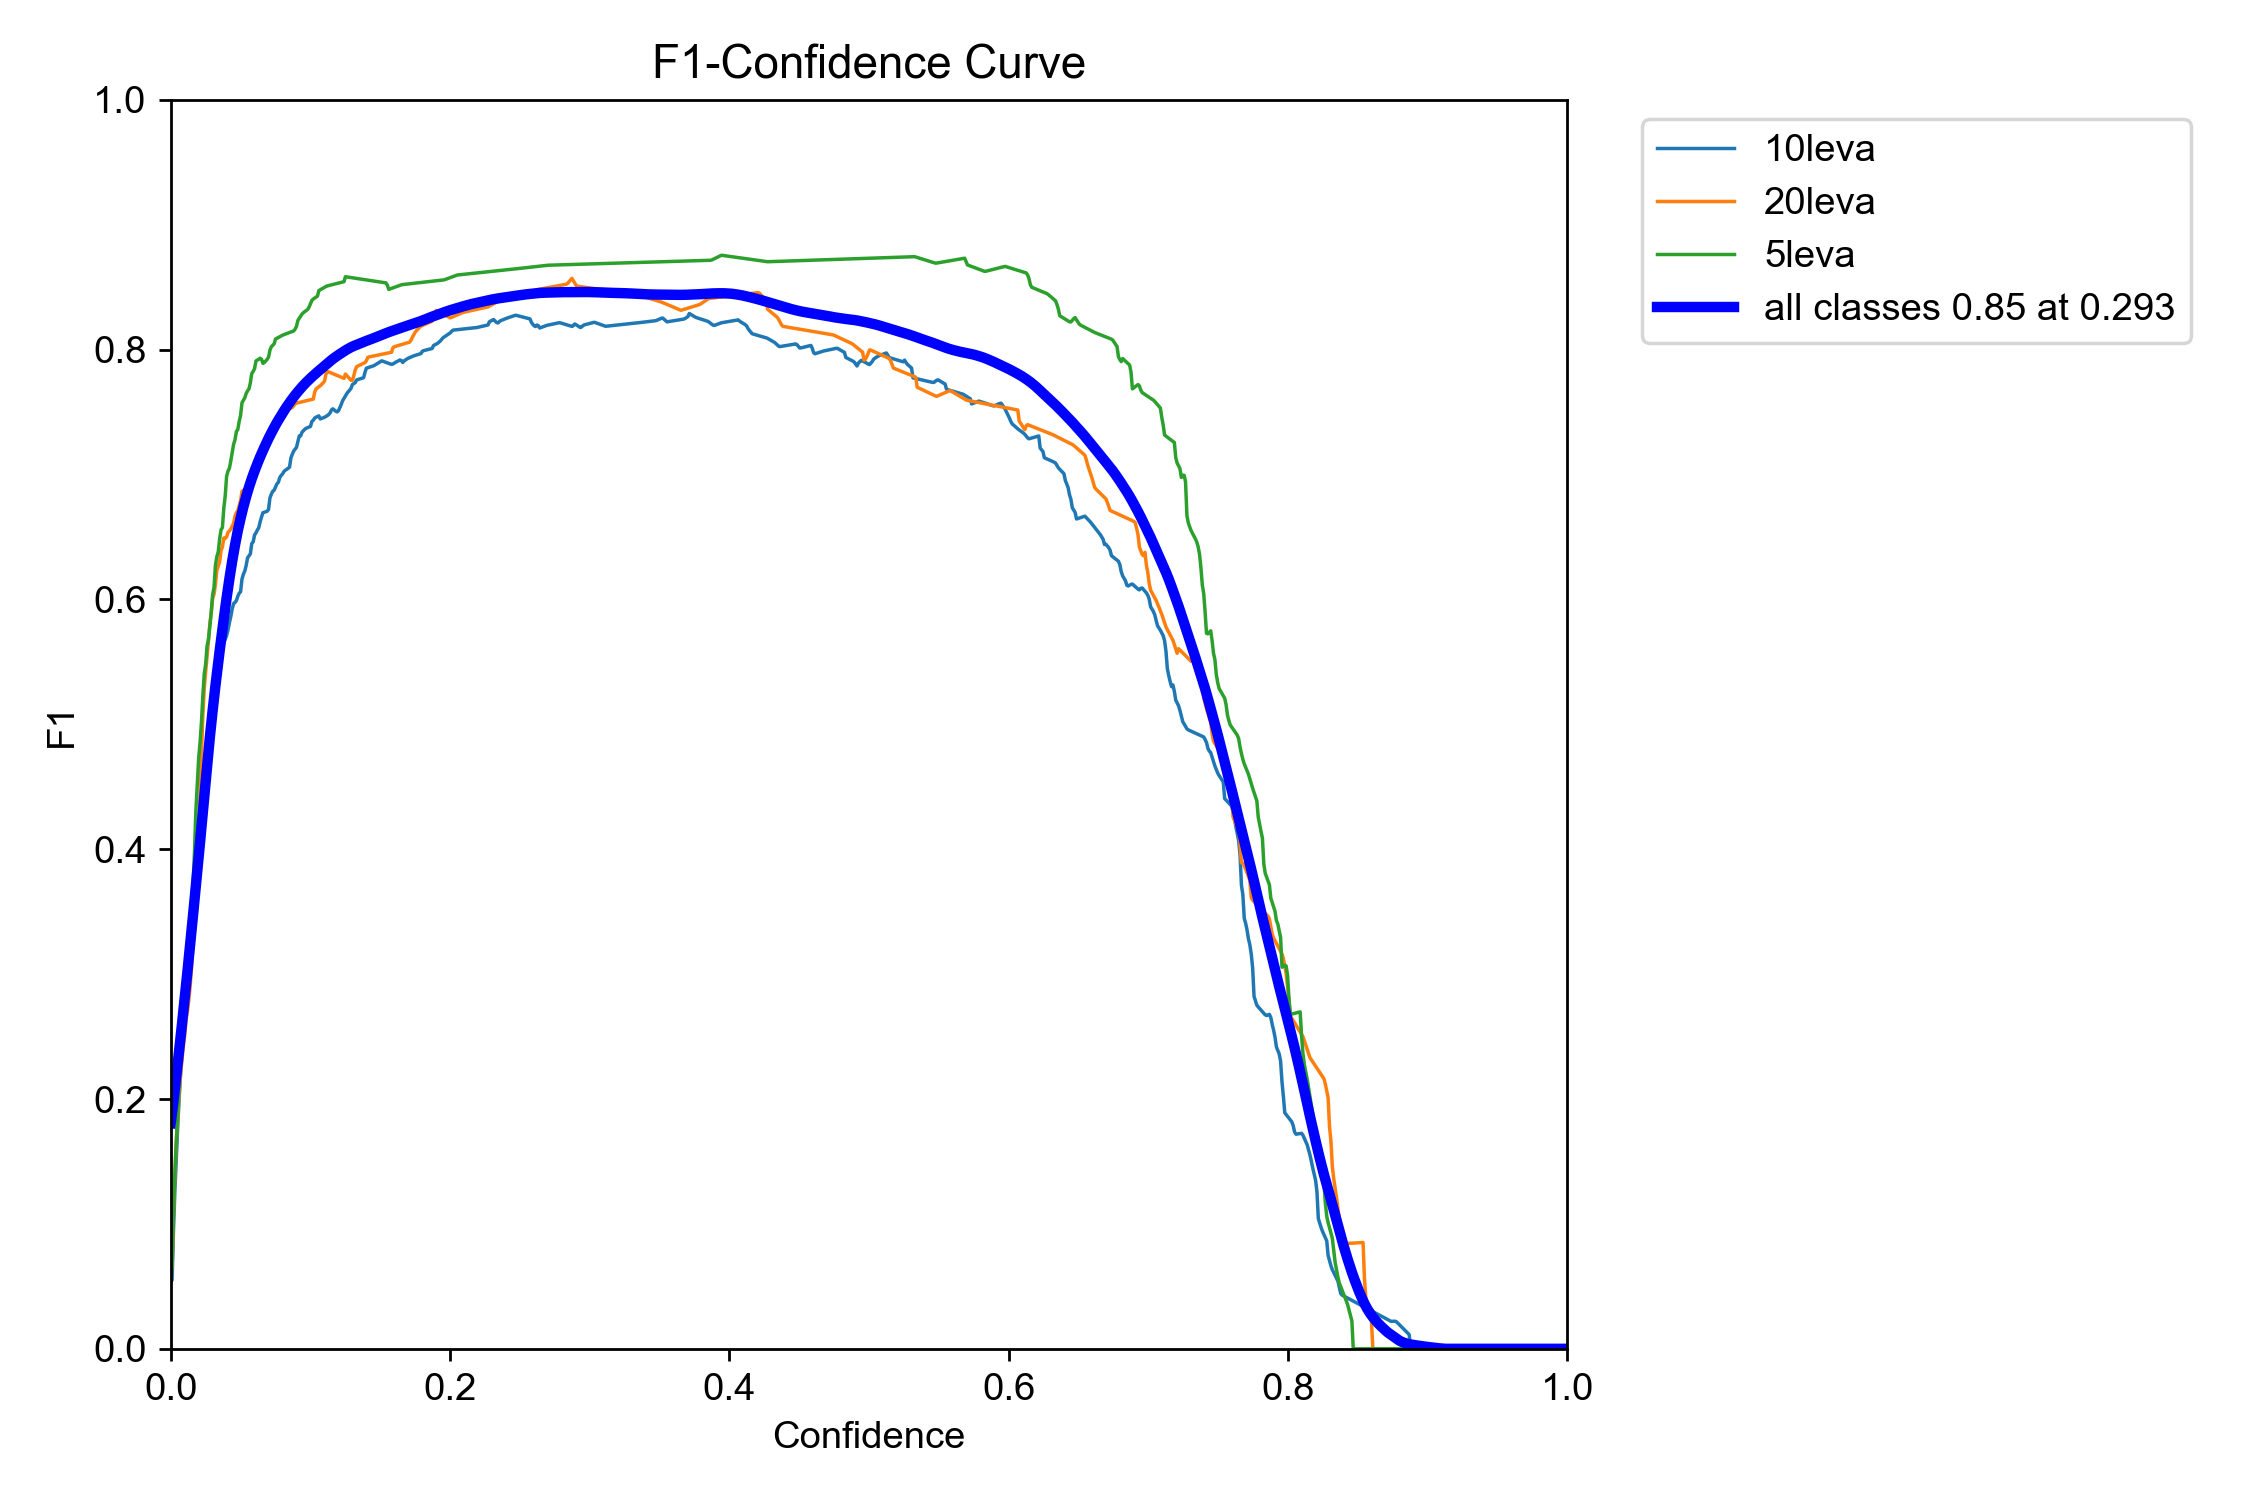 F1-Confidence Curve
1.0
0.8
0.6
0.4
0.2
0.0
F1
0.0 0.2 0.4 0.6 0.8 1.0
Confidence
10leva
20leva
5leva
all classes 0.85 at 0.293